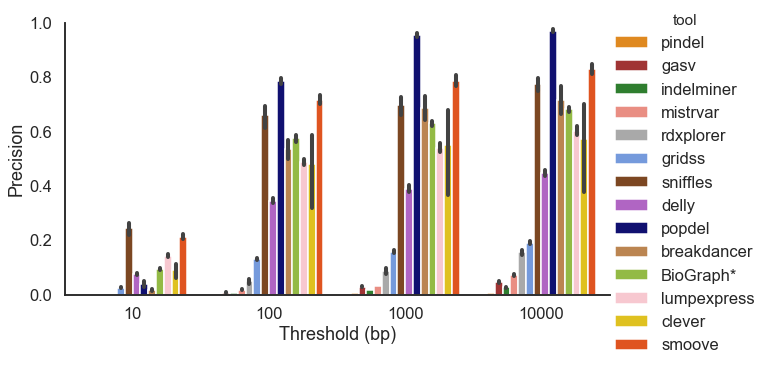 tool
pindel
gasv
indelminer
mistrvar
rdxplorer
gridss
sniffles
delly
popdel
breakdancer
BioGraph*
lumpexpress
clever
smoove
Precision
1.0
0.8
0.6
0.4
0.2
0.0
10 100 1000 10000
Threshold (bp)